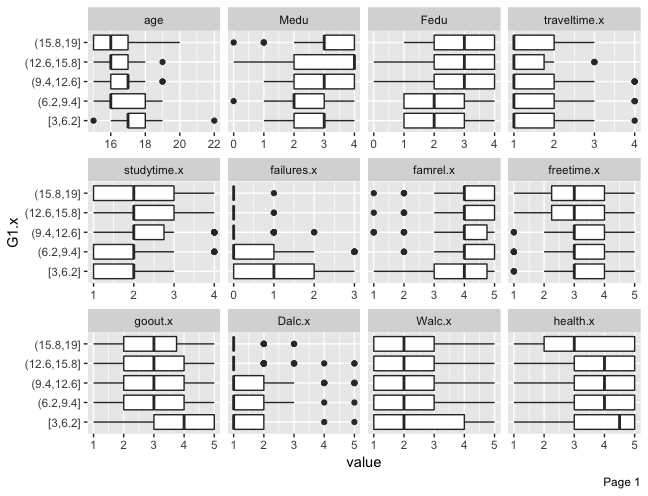 age Medu Fedu traveltime.x
(15.8,19]
(12.6,15.8]
(9.4,12.6]
(6.2,9.4]
[3,6.2]
16 18 20 22 0 1 2 3 4 0 1 2 3 4 1 2 3 4
studytime.x failures.x famrel.x freetime.x
(15.8,19]
(12.6,15.8]
(9.4,12.6]
(6.2,9.4]
[3,6.2]
1 2 3 4 0 1 2 3 1 2 3 4 5 1 2 3 4 5
goout.x Dalc.x Walc.x health.x
(15.8,19]
(12.6,15.8]
(9.4,12.6]
(6.2,9.4]
[3,6.2]
1 2 3 4 5 1 2 3 4 5 1 2 3 4 5 1 2 3 4 5
G1.x
value
Page 1